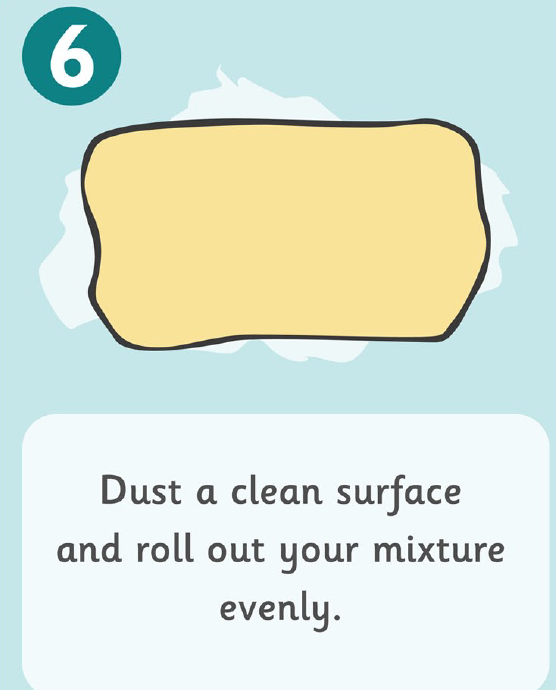 6
Dust a clean surface
and roll out your mixture
evenly.